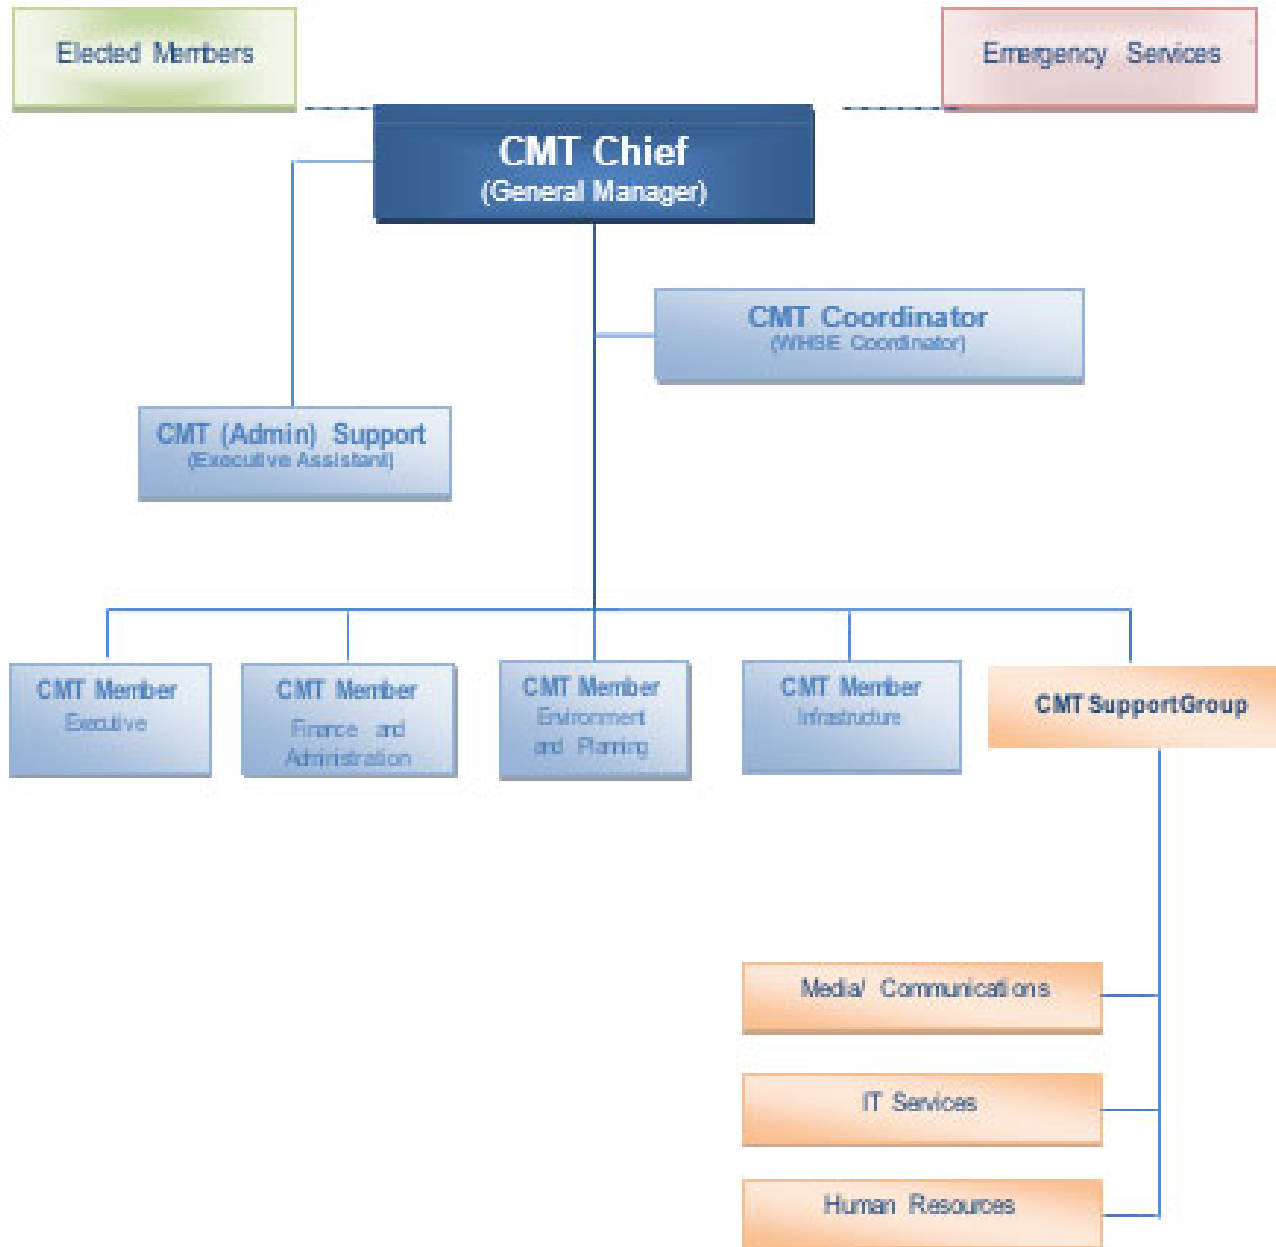 Elected Members
Emergency Services
CMT Chief
(General Manager)
CMT Coordinator
(WHSE Coordinator)
CMT (Admin) Support
(Executive Assistant)
CMT Member
Executive
CMT Member
Finance and
Administration
CMT Member
Environment
and Planning
CMT Member
Infrastructure
CMT Support Group
Media/ Communications
IT Services
Human Resources